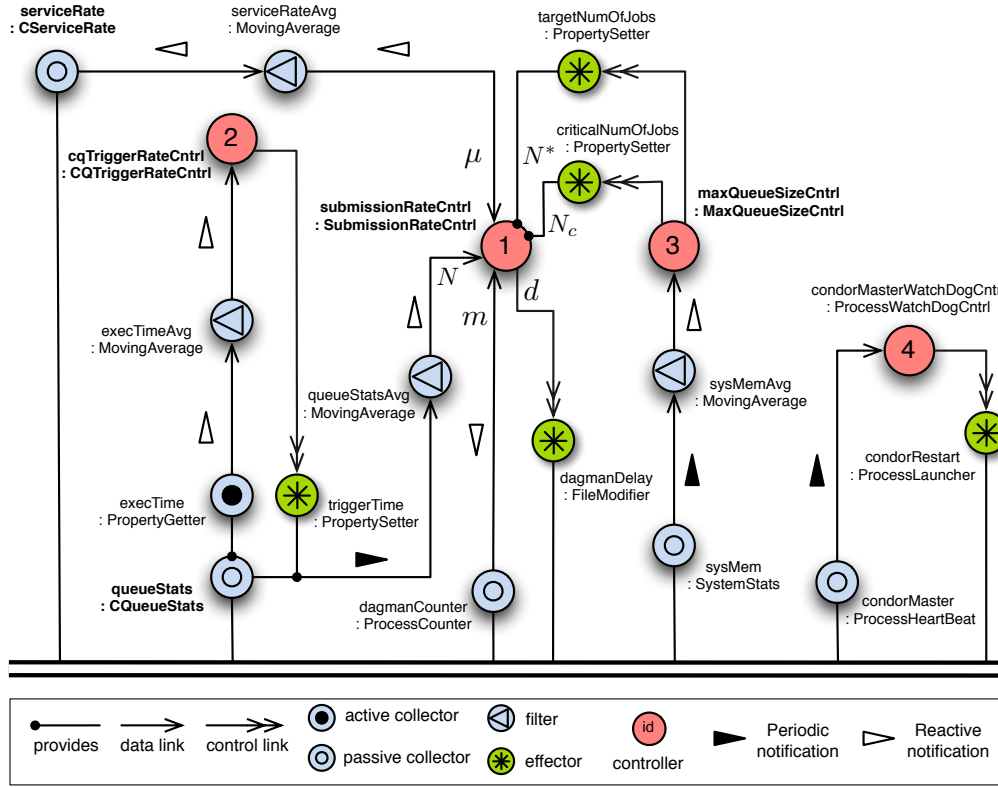 serviceRate
: CServiceRate
serviceRateAvg
: MovingAverage
targetNumOfJobs
: PropertySetter
2
cqTriggerRateCntrl
: CQTriggerRateCntrl
μ
N*
criticalNumOfJobs
: PropertySetter
submissionRateCntrl
: SubmissionRateCntrl
1
N_c
maxQueueSizeCntrl
: MaxQueueSizeCntrl
3
N
d
m
condorMasterWatchDogCntr
: ProcessWatchDogCntrl
4
execTimeAvg
: MovingAverage
queueStatsAvg
: MovingAverage
sysMemAvg
: MovingAverage
condorRestart
: ProcessLauncher
dagmanDelay
: FileModifier
execTime
: PropertyGetter
triggerTime
: PropertySetter
queueStats
: CQueueStats
dagmanCounter
: ProcessCounter
sysMem
: SystemStats
condorMaster
: ProcessHeartBeat
provides
data link
control link
active collector
passive collector
filter
effector
id
controller
Periodic
notification
Reactive
notification